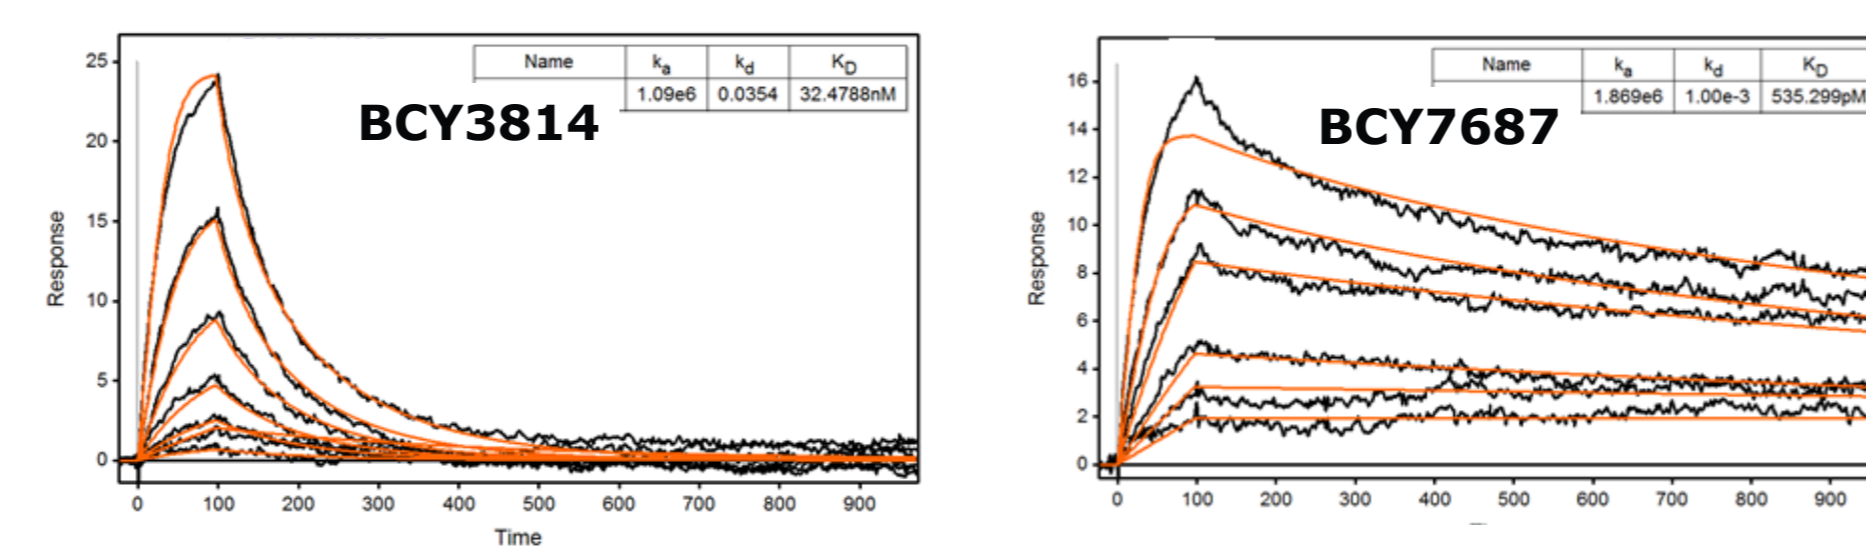 Name ka kd KD
1.09e6 0.0354 32.4788nM
BCY3814
Response
25
20
15
10
5
0
0 100 200 300 400 500 600 700 800 900
Time
Name ka kd KD
1.869e6 1.00e-3 535.299pM
BCY7687
Response
16
14
12
10
8
6
4
2
0
0 100 200 300 400 500 600 700 800 900